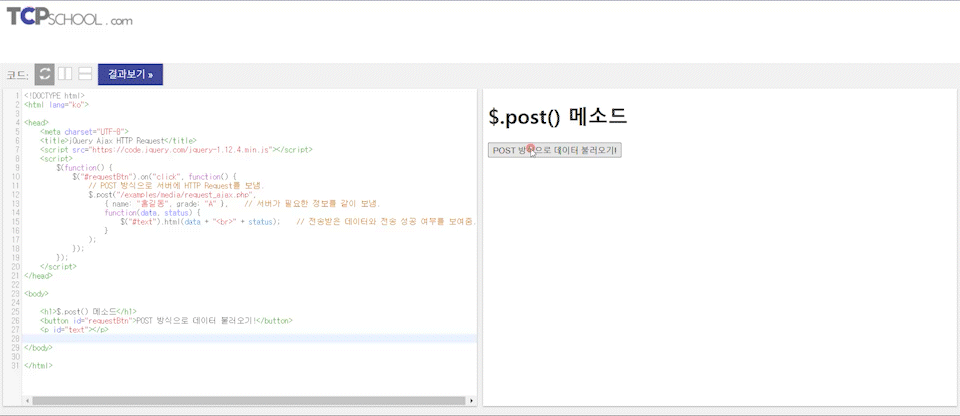 TCPSCHOOL.com
코드:
결과보기 »
1 <!DOCTYPE html>
2 <html lang="ko">
3
4 <head>
5 <meta charset="UTF-8">
6 <title>jQuery Ajax HTTP Request</title>
7 <script src="https://code.jquery.com/jquery-1.12.4.min.js"></script>
8 <script>
9 $(function() {
10 $("#requestBtn").on("click", function() {
11 // POST 방식으로 서버에 HTTP Request를 보냄.
12 $.post("/examples/media/request_ajax.php",
13 { name: "홍길동", grade: "A" }, // 서버가 필요한 정보를 같이 보냄.
14 function(data, status) {
15 $("#text").html(data + "<br>" + status); // 전송받은 데이터와 전송 성공 여부를 보여줌.
16 }
17 );
18 });
19 });
20 </script>
21 </head>
22
23 <body>
24
25 <h1>$.post() 메소드</h1>
26 <button id="requestBtn">POST 방식으로 데이터 불러오기!</button>
27 <p id="text"></p>
28
29 </body>
30
31 </html>
$.post() 메소드
POST 방식으로 데이터 불러오기!